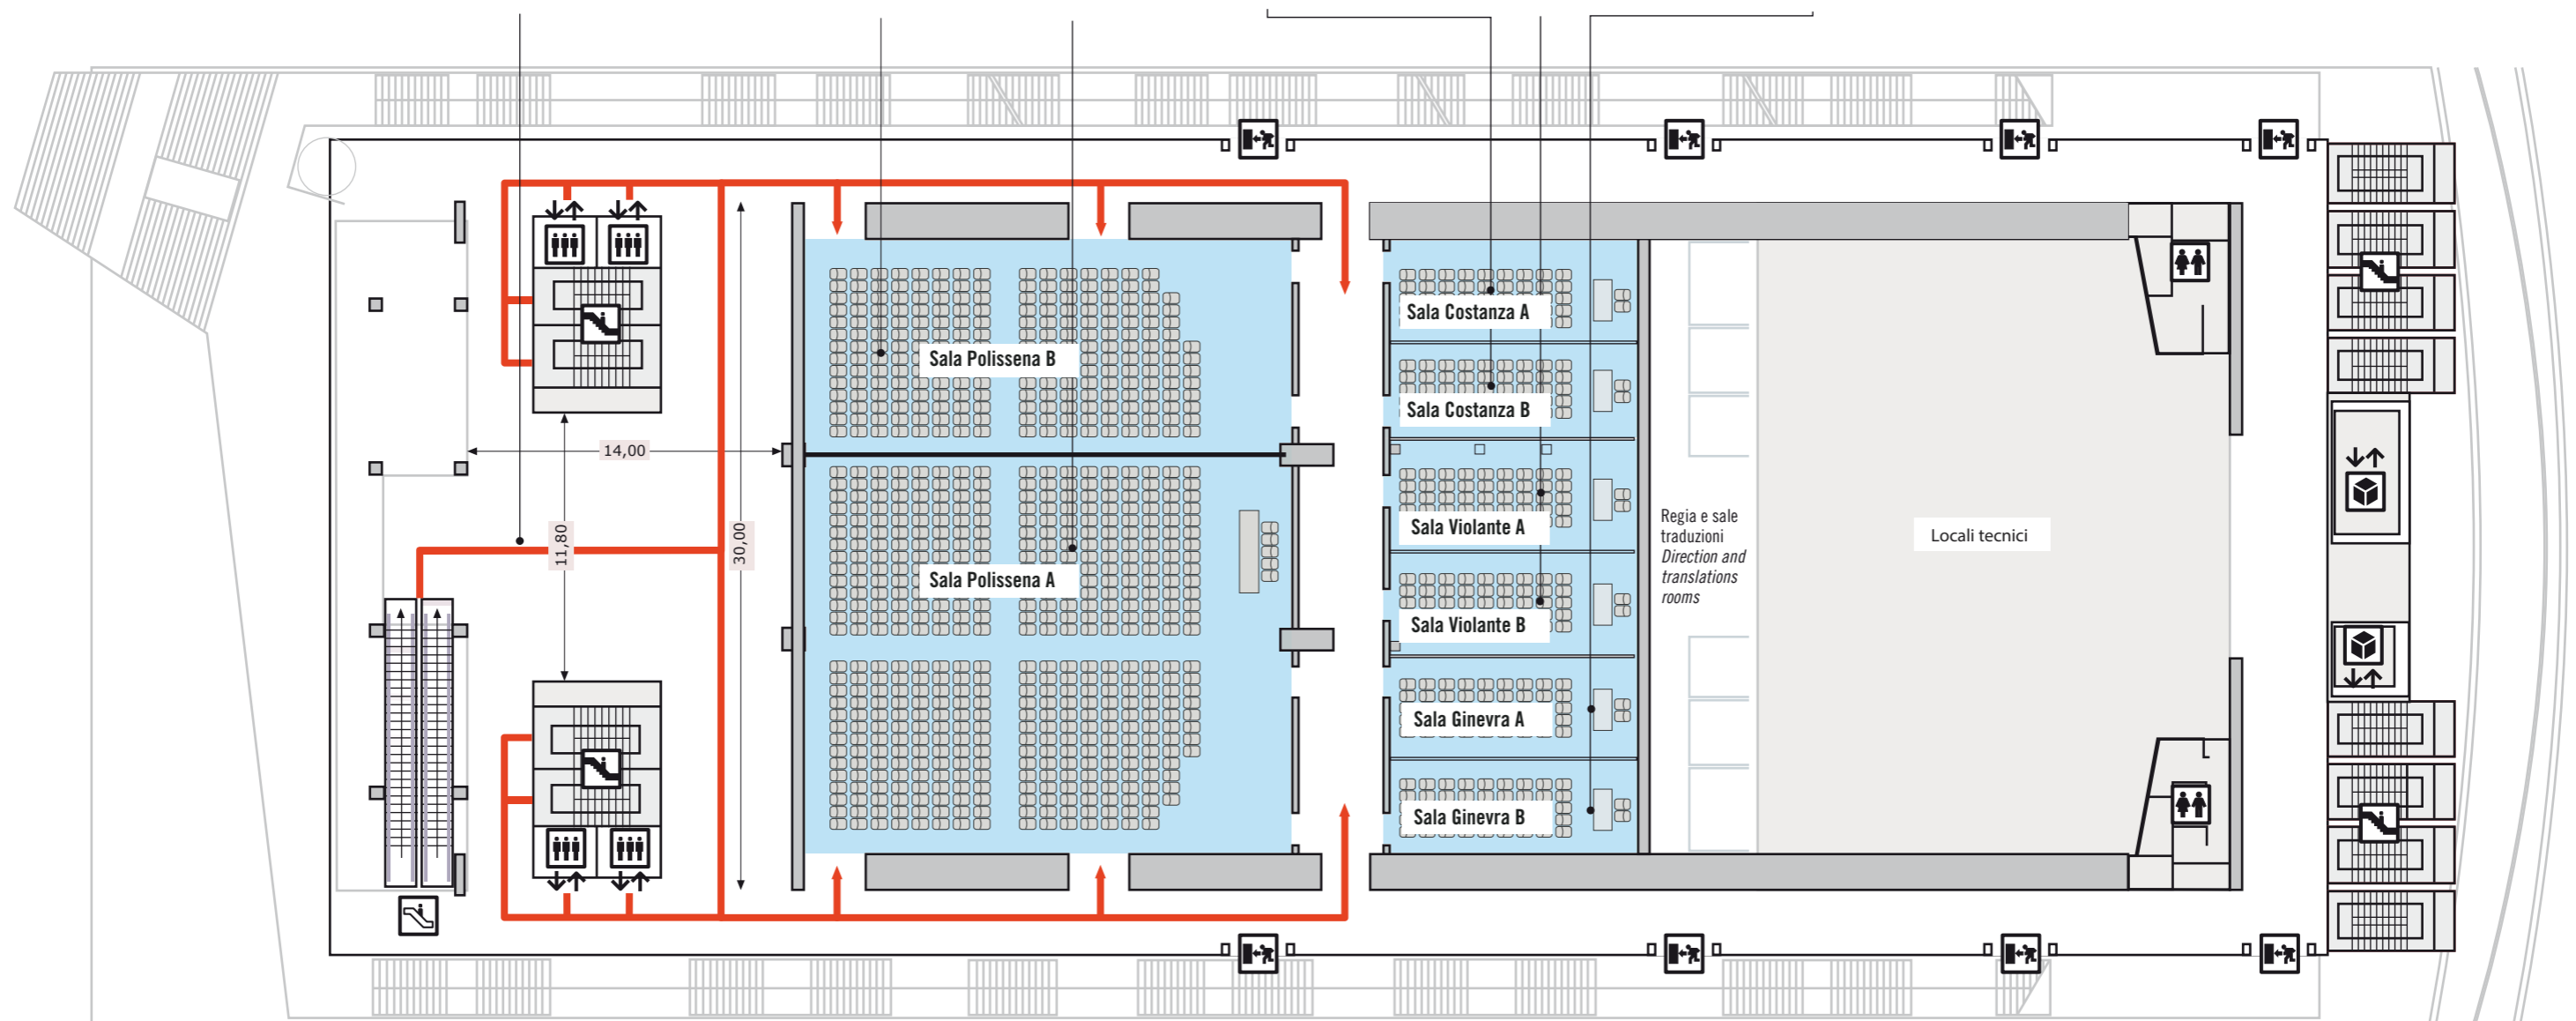 Sala Costanza A
Sala Polissena B
Sala Costanza B
14,00
11,80
30,00
Sala Violante A
Regia e sale
traduzioni
Direction and
translations
rooms
Locali tecnici
Sala Polissena A
Sala Violante B
Sala Ginevra A
Sala Ginevra B